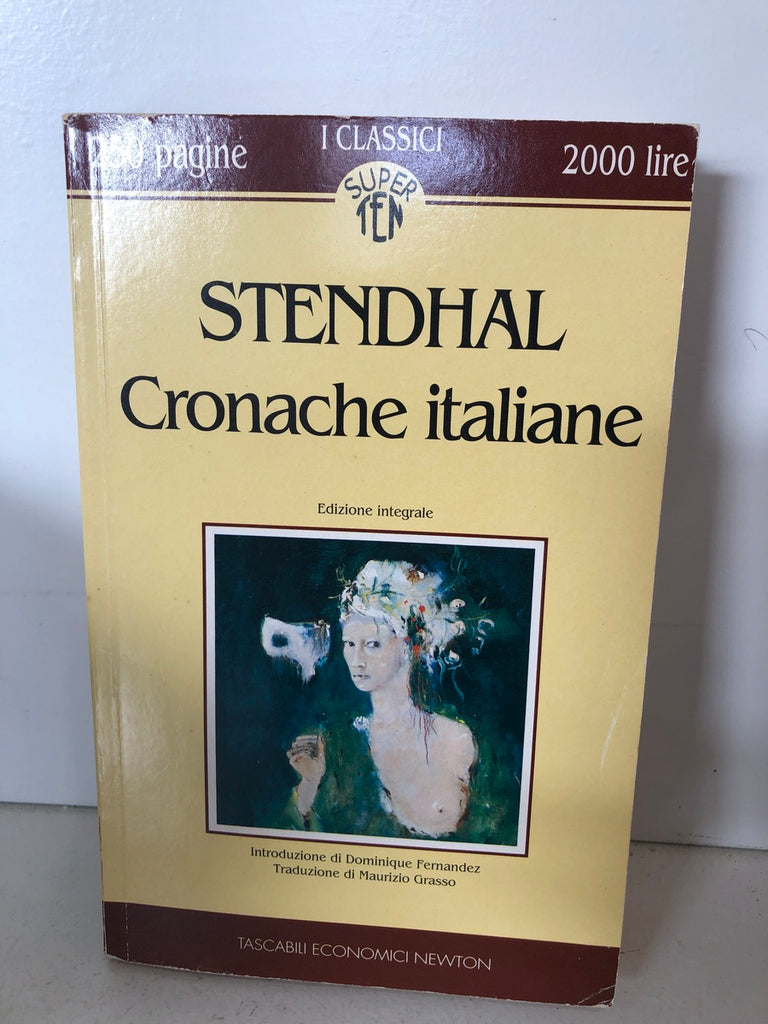 pagine
I CLASSICI
2000 lire
SUPER
TEN
STENDHAL
Cronache italiane
Edizione integrale
Introduzione di Dominique Fernandez
Traduzione di Maurizio Grasso
TASCABILI ECONOMICI NEWTON